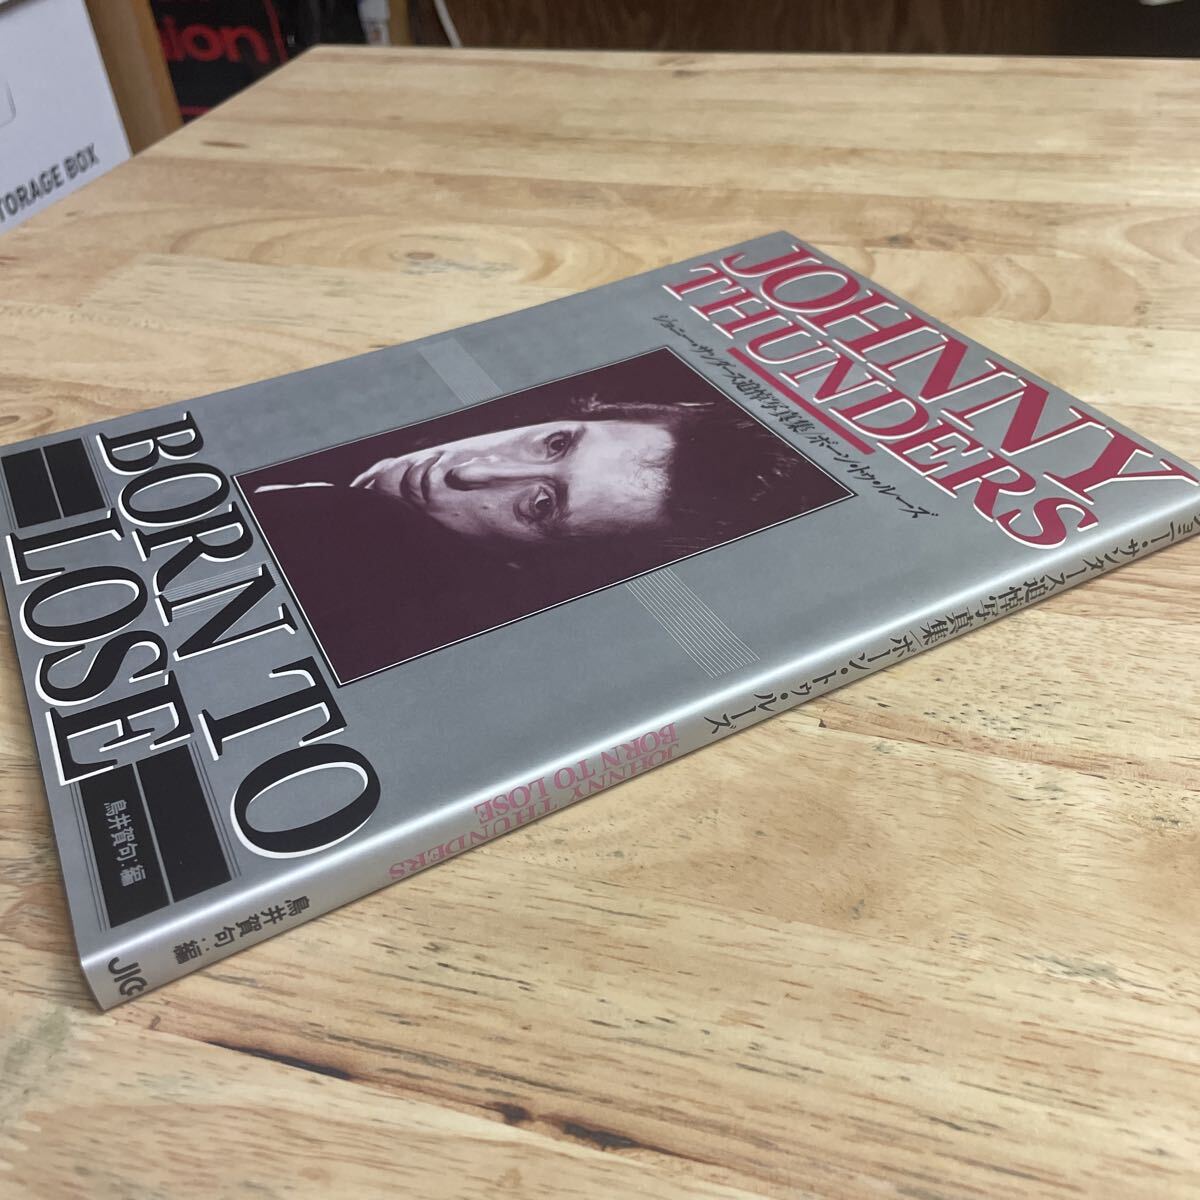 JOHNNY
THUNDERS
ジョニー・サンダース追悼写真集/ボーン・トゥ・ルーズ
BORN TO
LOSE
鳥井賀句:編
ジョニー・サンダース追悼写真集/ボーン・トゥ・ルーズ
JOHNNY THUNDERS
BORN TO LOSE
鳥井賀句:編
JICC
TORAGE BOX
ion